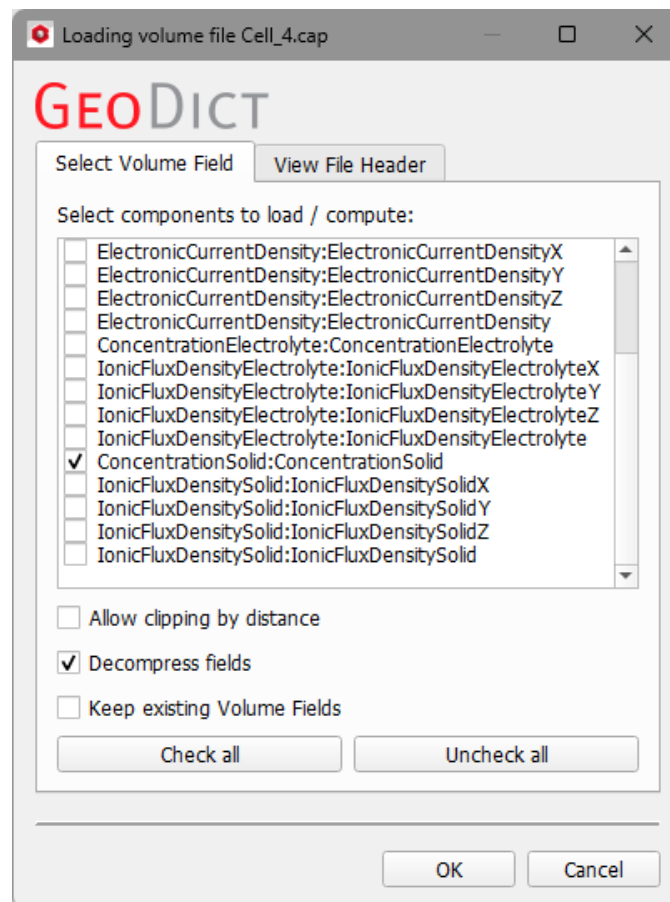 Loading volume file Cell_4.cap
GEODICT
Select Volume Field
View File Header
Select components to load / compute:
ElectronicCurrentDensity:ElectronicCurrentDensityX
ElectronicCurrentDensity:ElectronicCurrentDensityY
ElectronicCurrentDensity:ElectronicCurrentDensityZ
ElectronicCurrentDensity:ElectronicCurrentDensity
ConcentrationElectrolyte:ConcentrationElectrolyte
IonicFluxDensityElectrolyte:IonicFluxDensityElectrolyteX
IonicFluxDensityElectrolyte:IonicFluxDensityElectrolyteY
IonicFluxDensityElectrolyte:IonicFluxDensityElectrolyteZ
IonicFluxDensityElectrolyte:IonicFluxDensityElectrolyte
ConcentrationSolid:ConcentrationSolid
IonicFluxDensitySolid:IonicFluxDensitySolidX
IonicFluxDensitySolid:IonicFluxDensitySolidY
IonicFluxDensitySolid:IonicFluxDensitySolidZ
IonicFluxDensitySolid:IonicFluxDensitySolid
Allow clipping by distance
Decompress fields
Keep existing Volume Fields
Check all
Uncheck all
OK
Cancel